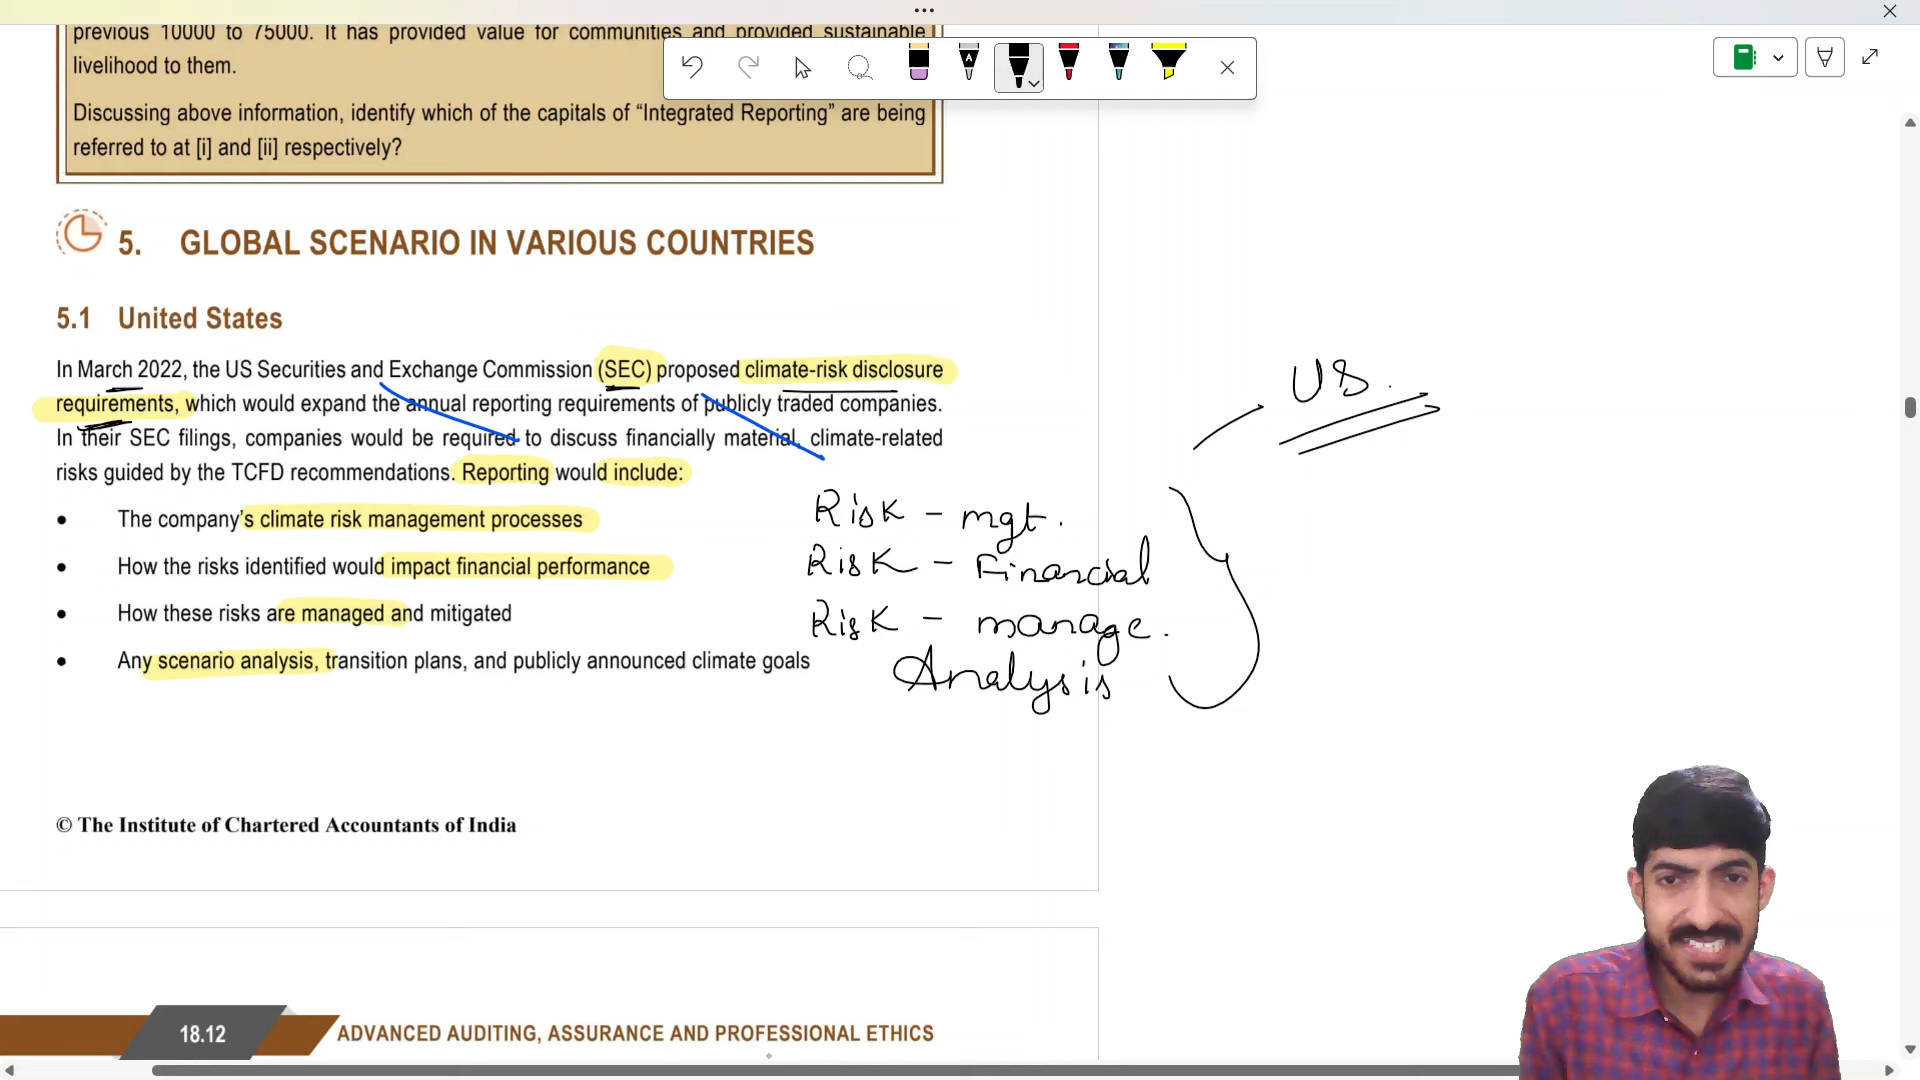 previous 10000 to 75000. It has provided value for communities and provided sustainable
livelihood to them.
Discussing above information, identify which of the capitals of “Integrated Reporting” are being
referred to at [i] and [ii] respectively?
5. GLOBAL SCENARIO IN VARIOUS COUNTRIES
5.1 United States
In March 2022, the US Securities and Exchange Commission (SEC) proposed climate-risk disclosure
requirements, which would expand the annual reporting requirements of publicly traded companies.
In their SEC filings, companies would be required to discuss financially material, climate-related
risks guided by the TCFD recommendations. Reporting would include:
• The company’s climate risk management processes
• How the risks identified would impact financial performance
• How these risks are managed and mitigated
• Any scenario analysis, transition plans, and publicly announced climate goals
US.
Risk - mgt.
Risk - Financial
Risk - manage.
Analysis
© The Institute of Chartered Accountants of India
18.12 ADVANCED AUDITING, ASSURANCE AND PROFESSIONAL ETHICS